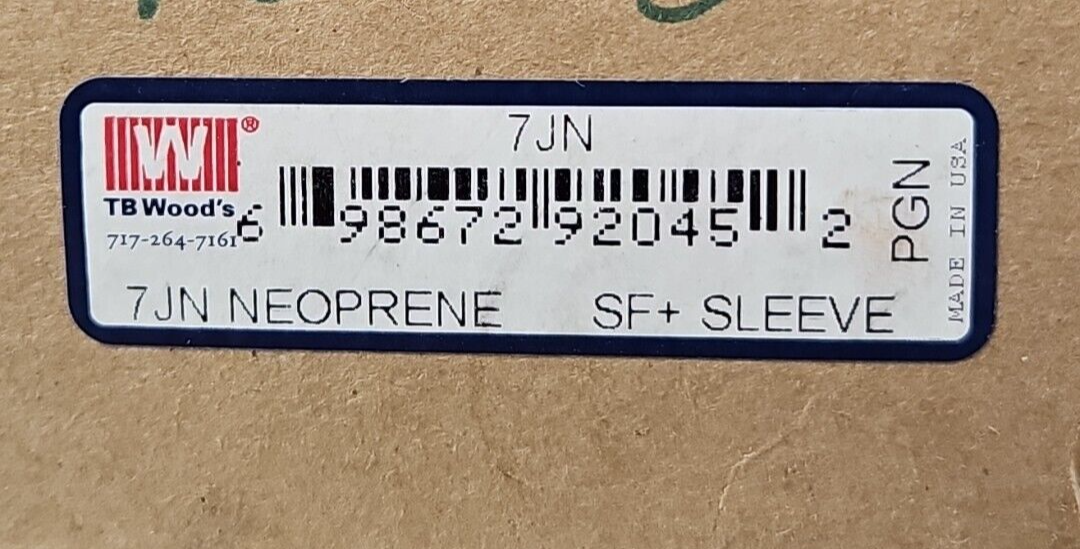 7JN
W®
TB Wood's
717-264-7161
6 98672 92045 2
7JN NEOPRENE SF+ SLEEVE
PGN
MADE IN USA